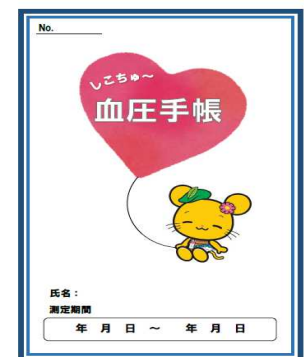 No.
しこちゅ～
血圧手帳
氏名：
測定期間
年 月 日 ～ 年 月 日